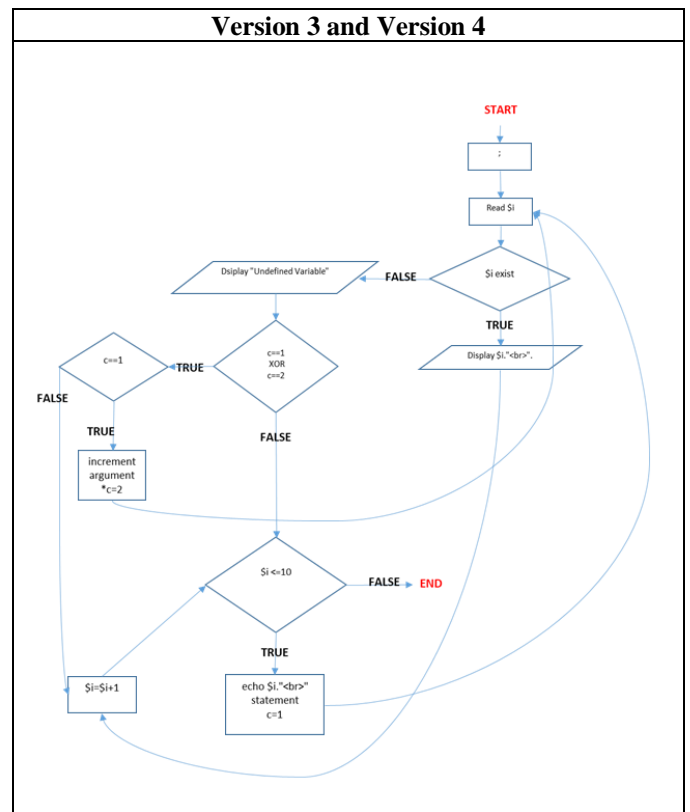 Version 3 and Version 4
START
;
Read $i
$i exist
FALSE
Dsiplay "Undefined Variable"
TRUE
Display $i."<br>".
c==1
XOR
c==2
TRUE
c==1
FALSE
TRUE
increment
argument
*c=2
FALSE
$i <=10
FALSE
END
TRUE
echo $i."<br>"
statement
c=1
$i=$i+1